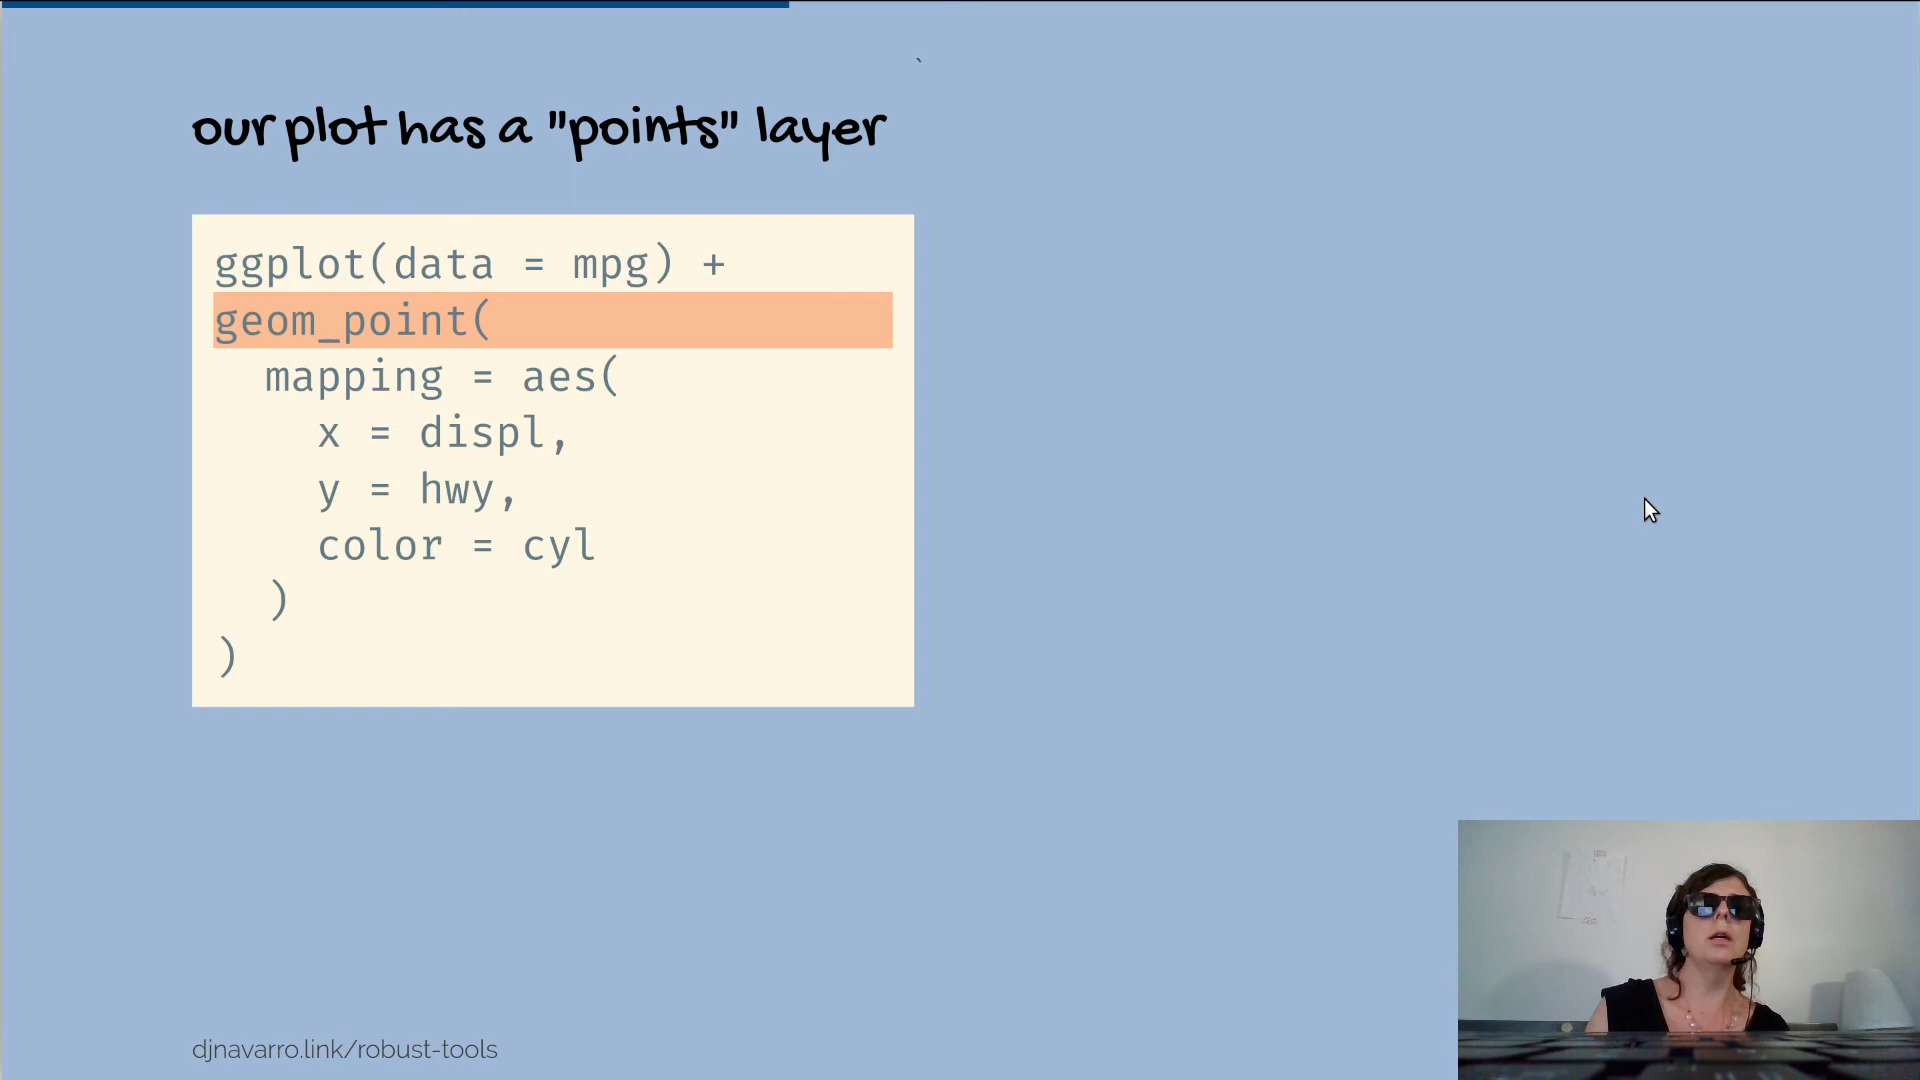 `
our plot has a "points" layer
ggplot(data = mpg) +
geom_point(
  mapping = aes(
    x = displ,
    y = hwy,
    color = cyl
  )
)
djnavarro.link/robust-tools